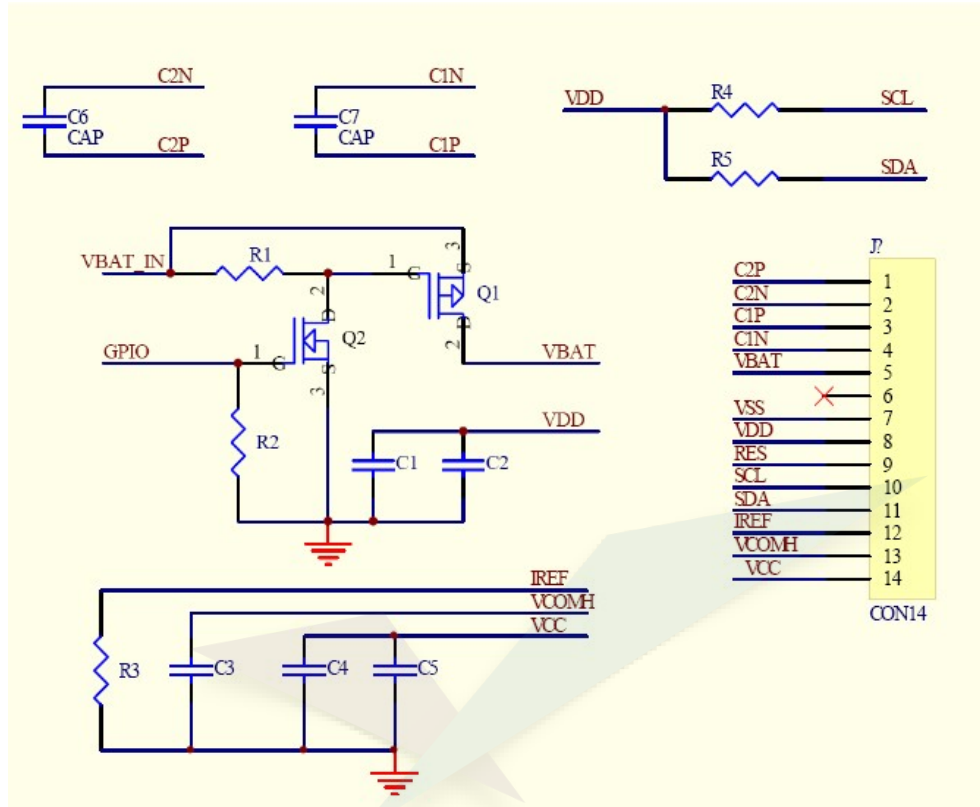 C2N
C6
CAP
C2P
C1N
C7
CAP
C1P
VDD
R4
SCL
R5
SDA
VBAT_IN
R1
1
G
3
S
Q1
D
2
VBAT
2
D
Q2
GPIO
1
G
S
3
R2
VDD
C1
C2
J?
C2P
1
C2N
2
C1P
3
C1N
4
VBAT
5
6
VSS
7
VDD
8
RES
9
SCL
10
SDA
11
IREF
12
VCOMH
13
VCC
14
CON14
IREF
VCOMH
VCC
R3
C3
C4
C5